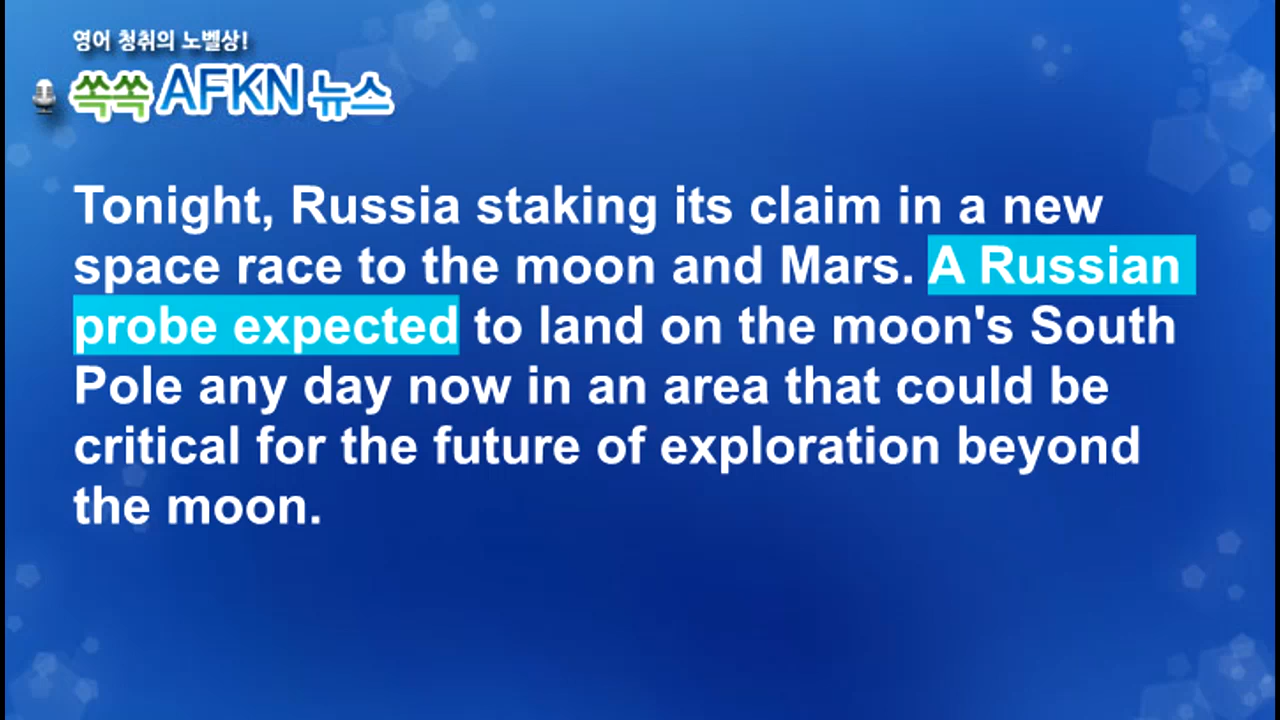 영어 청취의 노벨상!
쏙쏙 AFKN 뉴스
Tonight, Russia staking its claim in a new
space race to the moon and Mars. A Russian
probe expected to land on the moon's South
Pole any day now in an area that could be
critical for the future of exploration beyond
the moon.